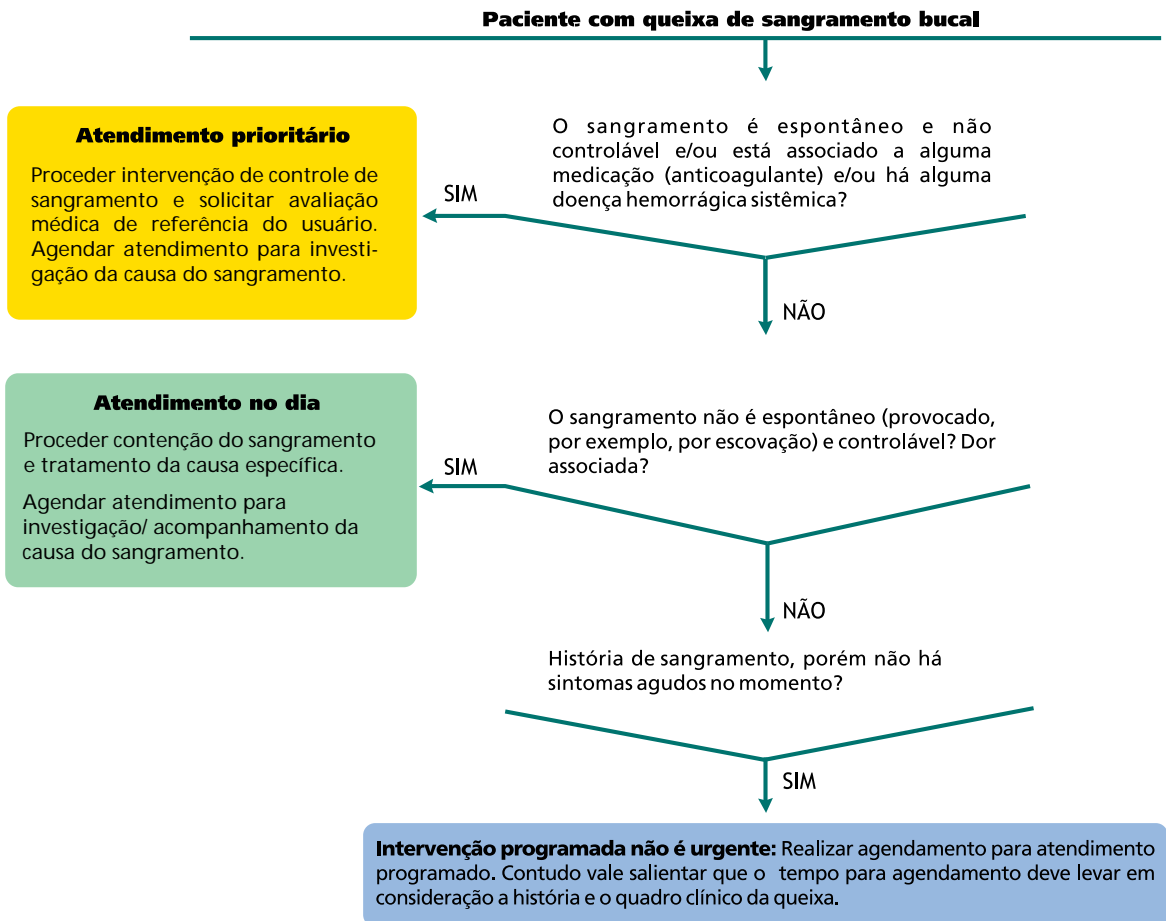 Paciente com queixa de sangramento bucal
O sangramento é espontâneo e não
controlável e/ou está associado a alguma
medicação (anticoagulante) e/ou há alguma
doença hemorrágica sistêmica?
SIM
Atendimento prioritário
Proceder intervenção de controle de
sangramento e solicitar avaliação
médica de referência do usuário.
Agendar atendimento para investi-
gação da causa do sangramento.
NÃO
O sangramento não é espontâneo (provocado,
por exemplo, por escovação) e controlável? Dor
associada?
SIM
Atendimento no dia
Proceder contenção do sangramento
e tratamento da causa específica.
Agendar atendimento para
investigação/ acompanhamento da
causa do sangramento.
NÃO
História de sangramento, porém não há
sintomas agudos no momento?
SIM
Intervenção programada não é urgente: Realizar agendamento para atendimento
programado. Contudo vale salientar que o tempo para agendamento deve levar em
consideração a história e o quadro clínico da queixa.